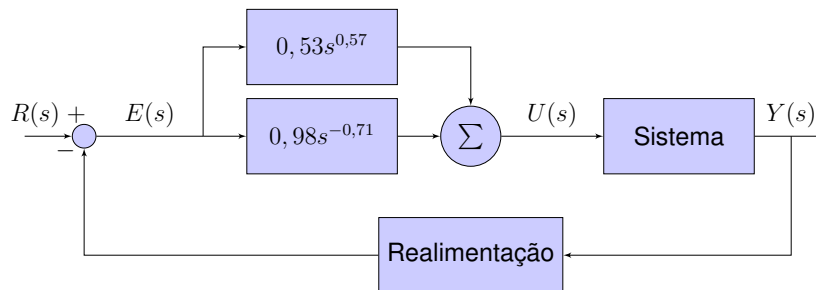 0, 53s^{0,57}
R(s) + E(s) 0, 98s^{−0,71} ∑ U(s) Sistema Y(s)
−
Realimentação